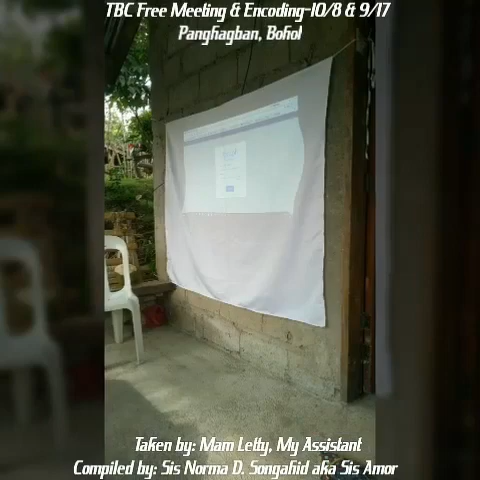 TBC Free Meeting & Encoding-10/8 & 9/17
Panghagban, Bohol
Taken by: Mam Letty, My Assistant
Compiled by: Sis Norma D. Songahid aka Sis Amor